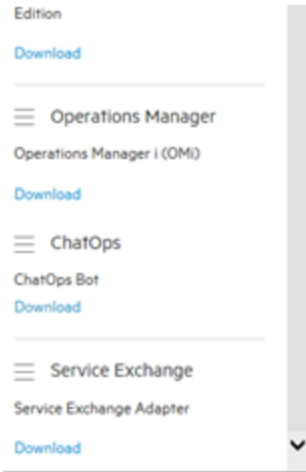 Edition
Download
Operations Manager
Operations Manager i (OMi)
Download
ChatOps
ChatOps Bot
Download
Service Exchange
Service Exchange Adapter
Download